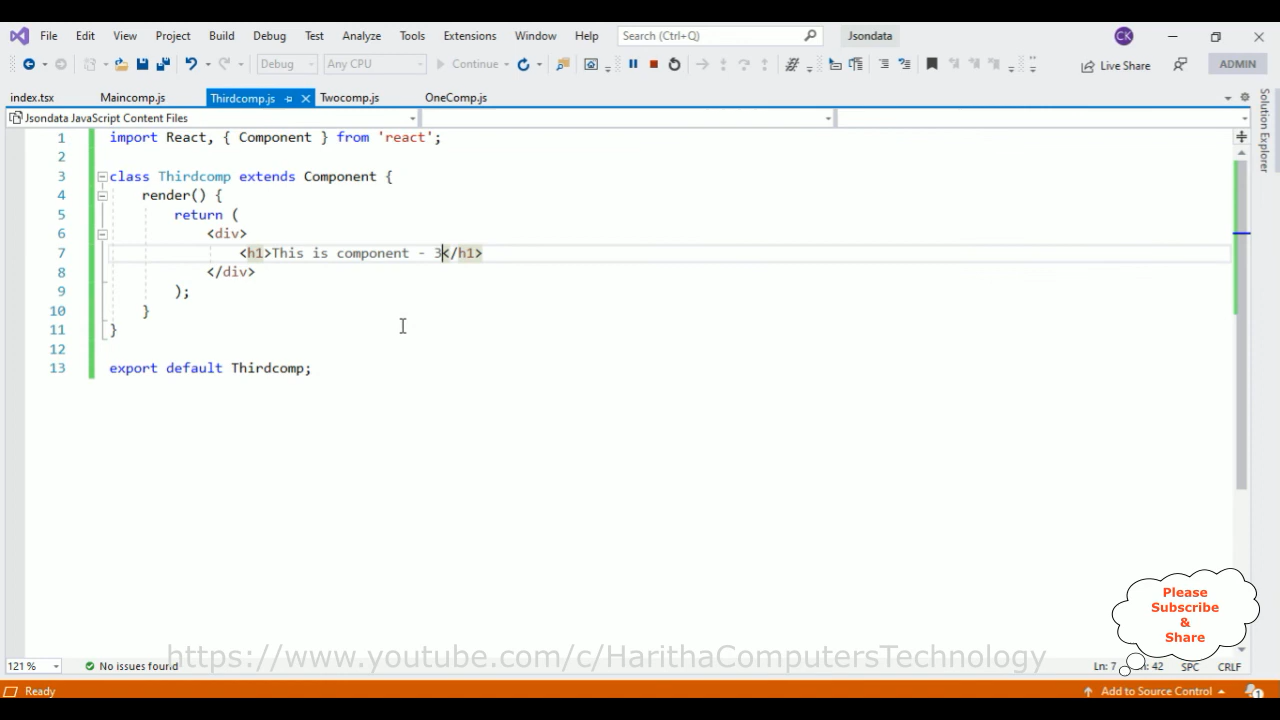 File Edit View Project Build Debug Test Analyze Tools Extensions Window Help Search (Ctrl+Q) Jsondata CK
Debug Any CPU Continue Live Share ADMIN
index.tsx Maincomp.js Thirdcomp.js Twocomp.js OneComp.js
Jsondata JavaScript Content Files
Solution Explorer
1 import React, { Component } from 'react';
2
3 class Thirdcomp extends Component {
4 render() {
5 return (
6 <div>
7 <h1>This is component - 3</h1>
8 </div>
9 );
10 }
11 }
12
13 export default Thirdcomp;
Please
Subscribe
&
Share
https://www.youtube.com/c/HarithaComputersTechnology
121 % No issues found Ln: 7 : 42 SPC CRLF
Ready Add to Source Control 1